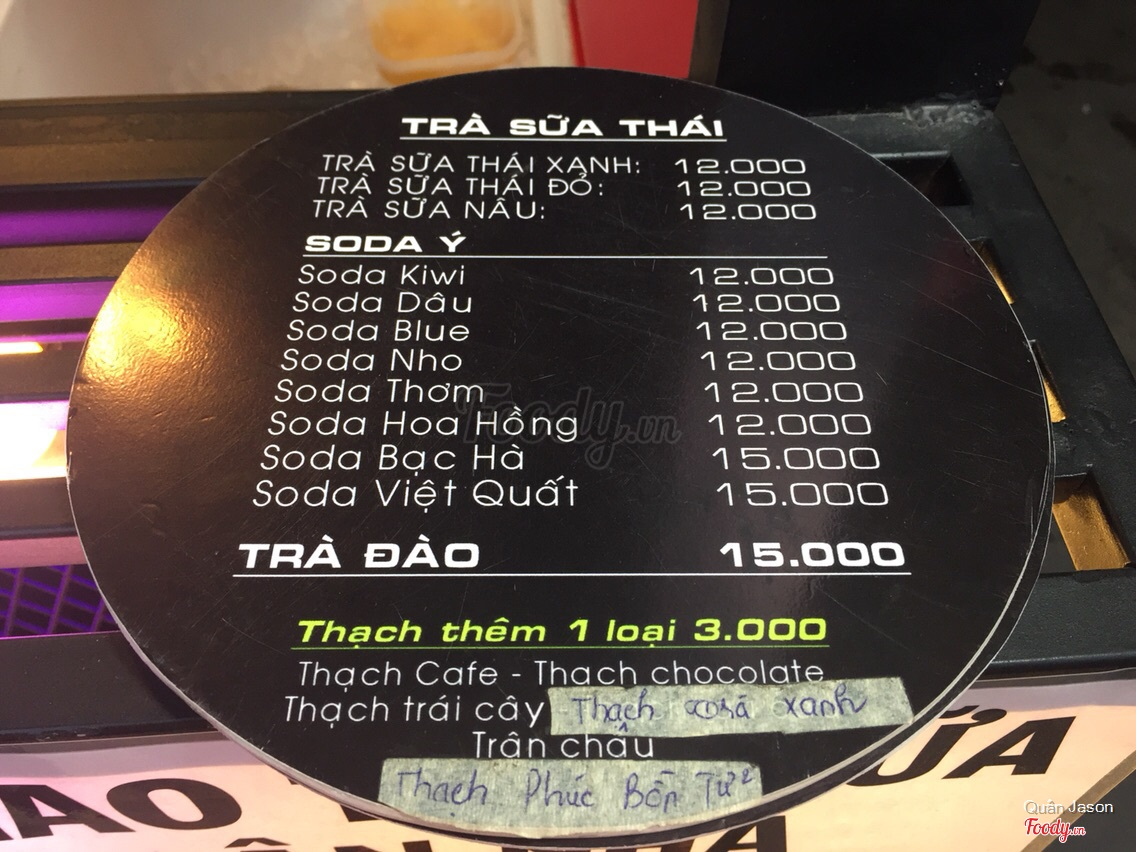 TRÀ SỮA THÁI
TRÀ SỮA THÁI XANH: 12.000
TRÀ SỮA THÁI ĐỎ: 12.000
TRÀ SỮA NÂU: 12.000
SODA Ý
Soda Kiwi 12.000
Soda Dâu 12.000
Soda Blue 12.000
Soda Nho 12.000
Soda Thơm 12.000
Soda Hoa Hồng 12.000
Soda Bạc Hà 15.000
Soda Việt Quất 15.000
TRÀ ĐÀO 15.000
Thạch thêm 1 loại 3.000
Thạch Cafe - Thạch chocolate
Thạch trái cây Thạch xanh
Trân châu
Thạch Phúc Bồn Tử
Foody.vn
Quân Jason
Foody.vn